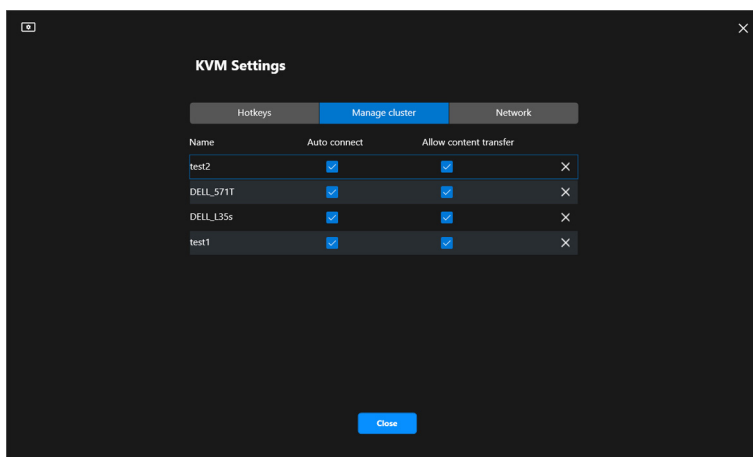 KVM Settings
Hotkeys Manage cluster Network
Name Auto connect Allow content transfer
test2
DELL_571T
DELL_L35s
test1
Close